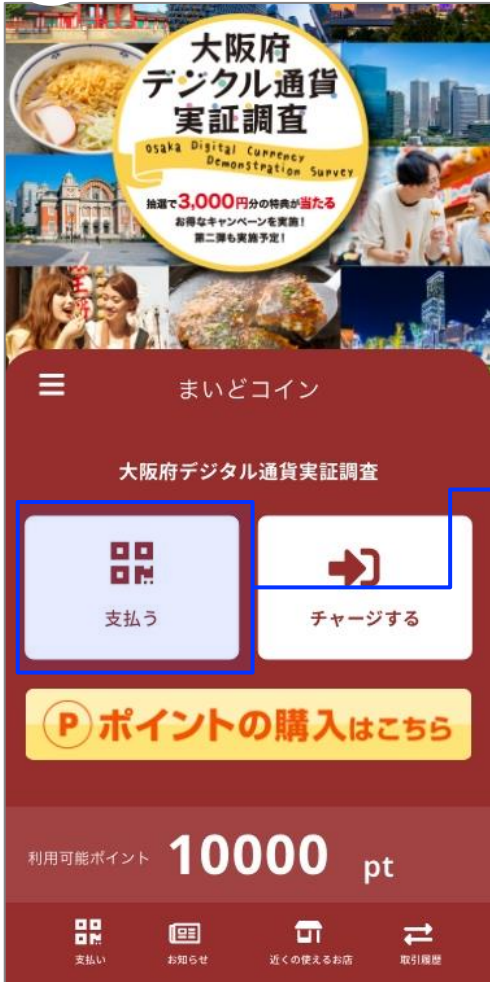 大阪府
デジタル通貨
実証調査
Osaka Digital Currency
Demonstration Survey
抽選で3,000円分の特典が当たる
お得なキャンペーンを実施！
第二弾も実施予定！
まいどコイン
大阪府デジタル通貨実証調査
支払う
チャージする
Pポイントの購入はこちら
利用可能ポイント 10000 pt
支払い
お知らせ
近くの使えるお店
取引履歴